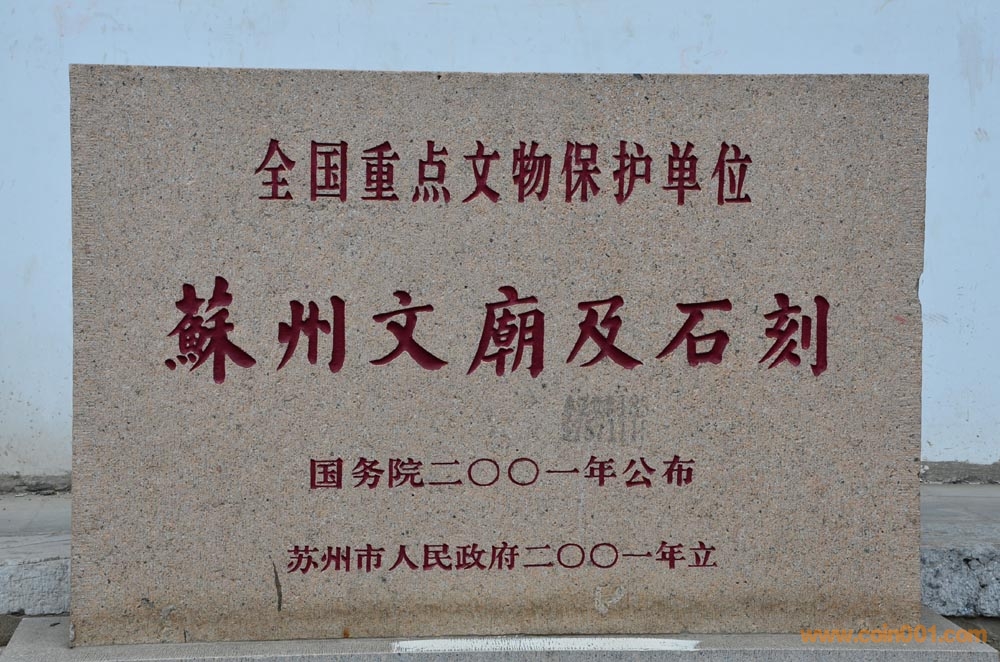 全国重点文物保护单位
蘇州文廟及石刻
国务院二〇〇一年公布
苏州市人民政府二〇〇一年立
www.coin001.com